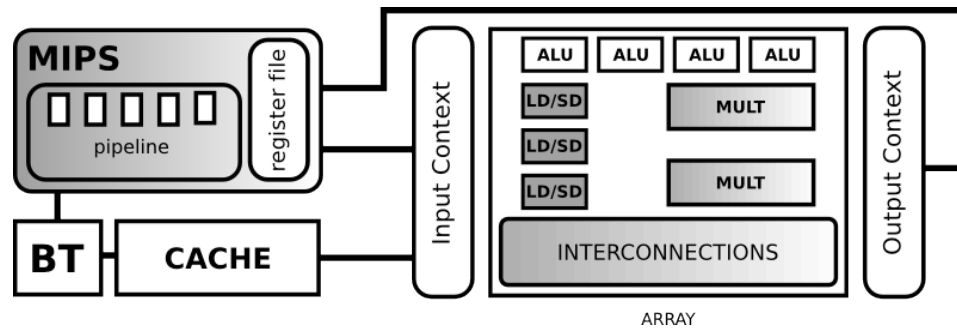 MIPS
pipeline
register file
BT
CACHE
Input Context
ALU ALU ALU ALU
LD/SD
MULT
LD/SD
LD/SD
MULT
INTERCONNECTIONS
ARRAY
Output Context